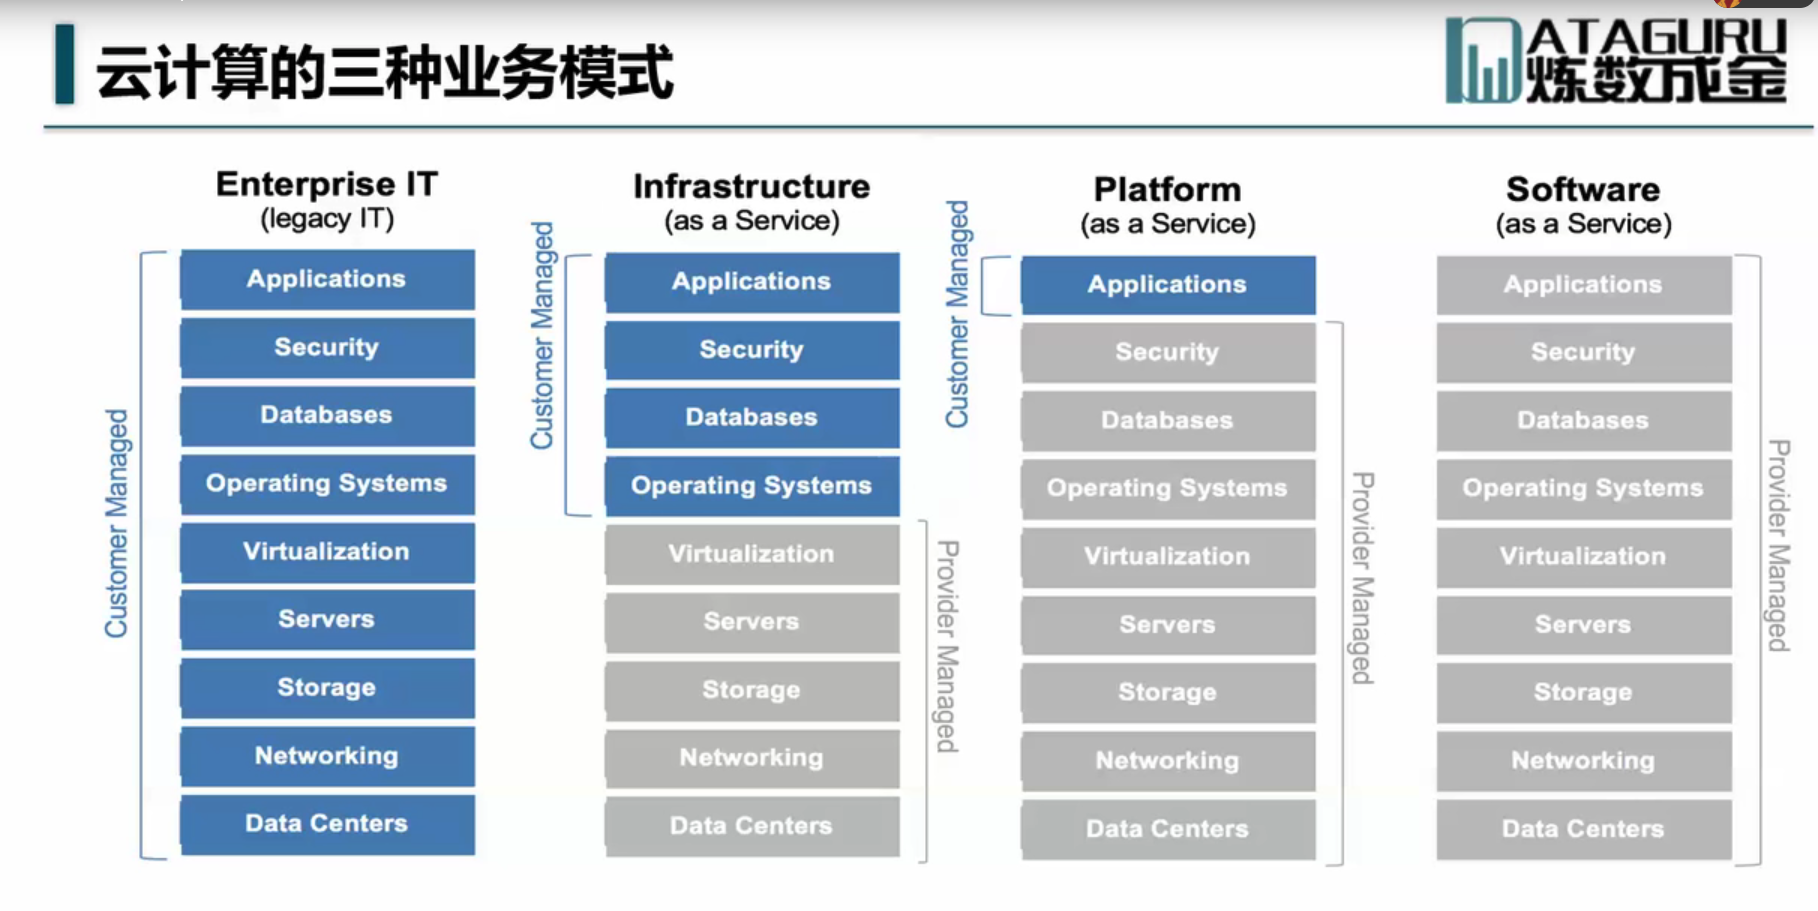 云计算的三种业务模式
DATAGURU
炼数成金
Enterprise IT
(legacy IT)
Customer Managed
Applications
Security
Databases
Operating Systems
Virtualization
Servers
Storage
Networking
Data Centers
Infrastructure
(as a Service)
Customer Managed
Applications
Security
Databases
Operating Systems
Virtualization
Servers
Storage
Networking
Data Centers
Provider Managed
Platform
(as a Service)
Customer Managed
Applications
Security
Databases
Operating Systems
Virtualization
Servers
Storage
Networking
Data Centers
Provider Managed
Software
(as a Service)
Applications
Security
Databases
Operating Systems
Virtualization
Servers
Storage
Networking
Data Centers
Provider Managed